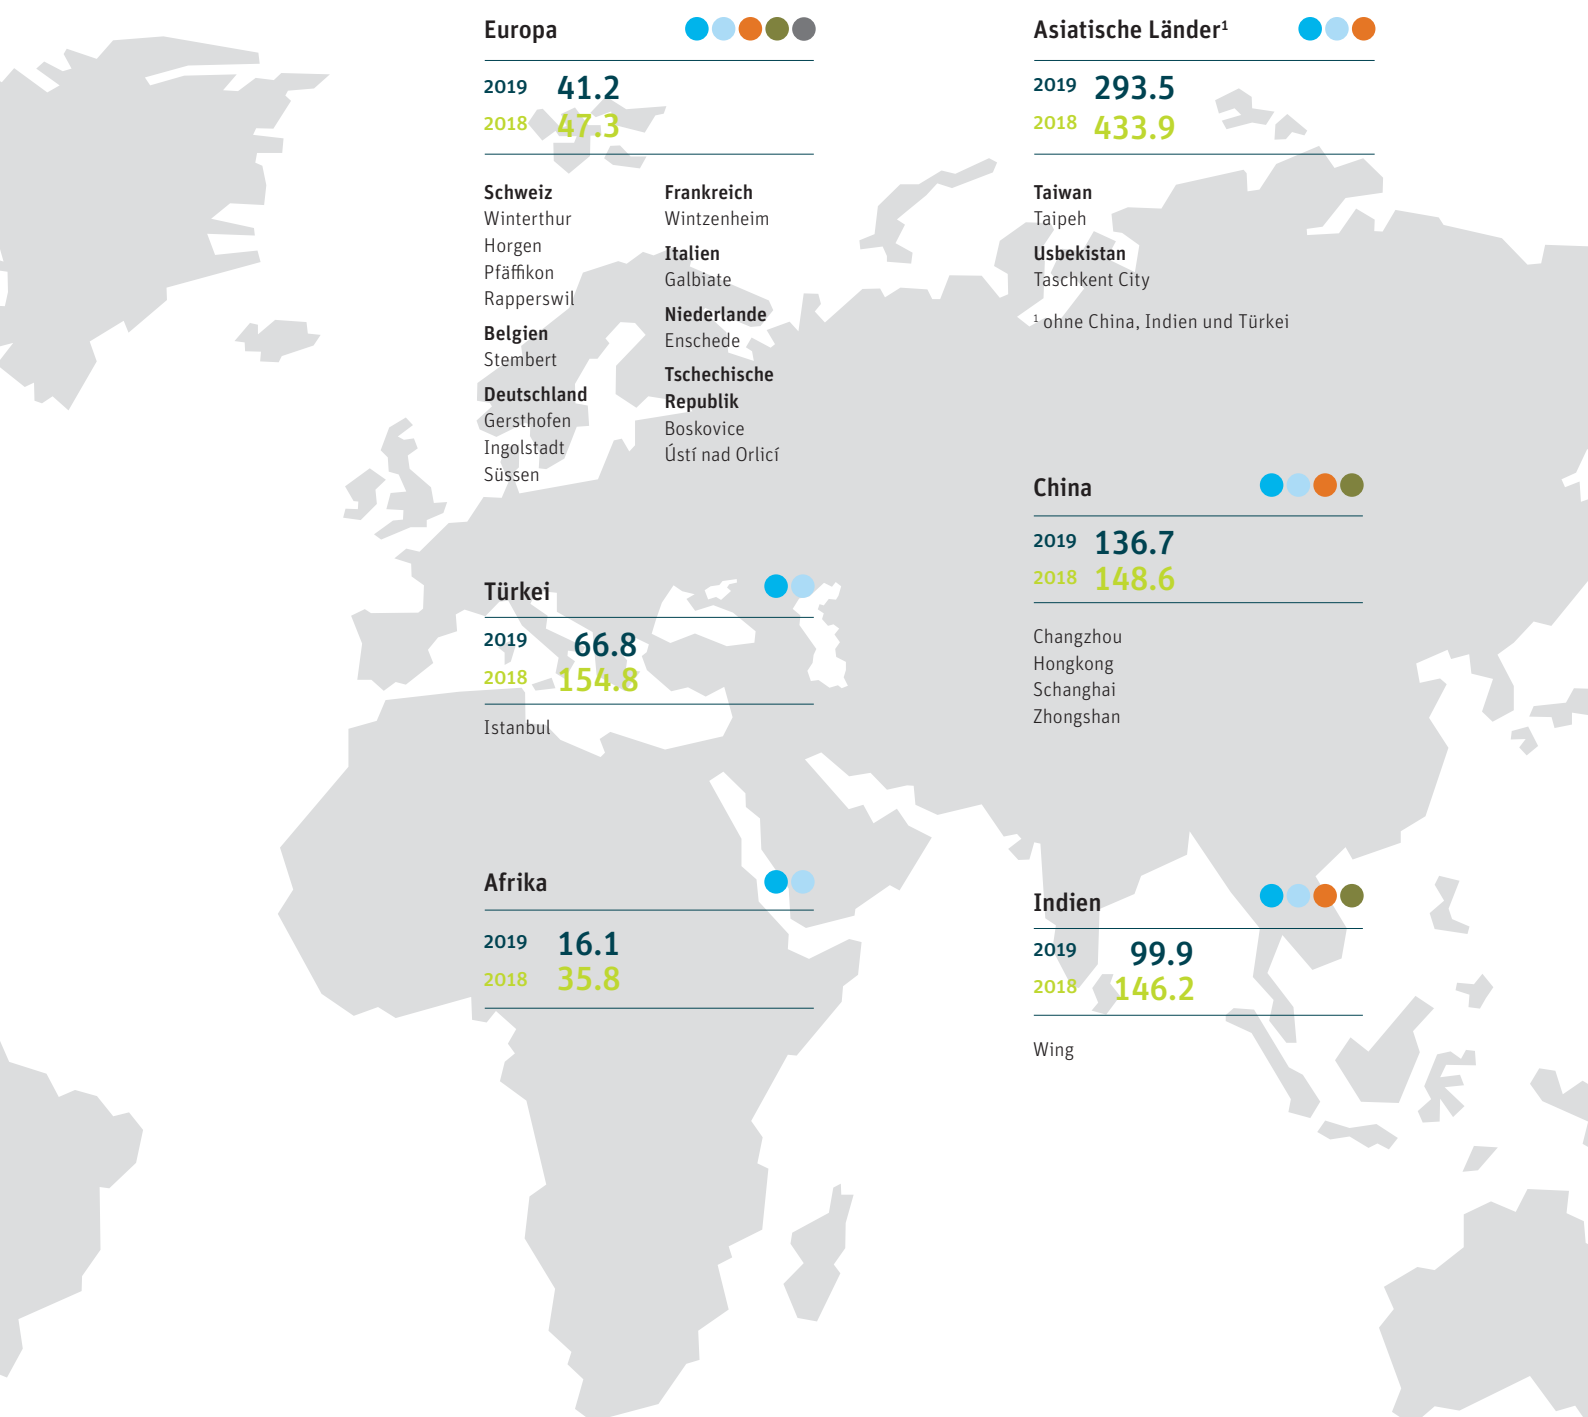 Europa
2019 41.2
2018 47.3
Schweiz
Winterthur
Horgen
Pfäffikon
Rapperswil
Belgien
Stembert
Deutschland
Gersthofen
Ingolstadt
Süssen
Frankreich
Wintzenheim
Italien
Galbiate
Niederlande
Enschede
Tschechische
Republik
Boskovice
Ústí nad Orlicí
Türkei
2019 66.8
2018 154.8
Istanbul
Afrika
2019 16.1
2018 35.8
Asiatische Länder¹
2019 293.5
2018 433.9
Taiwan
Taipeh
Usbekistan
Taschkent City
¹ ohne China, Indien und Türkei
China
2019 136.7
2018 148.6
Changzhou
Hongkong
Schanghai
Zhongshan
Indien
2019 99.9
2018 146.2
Wing